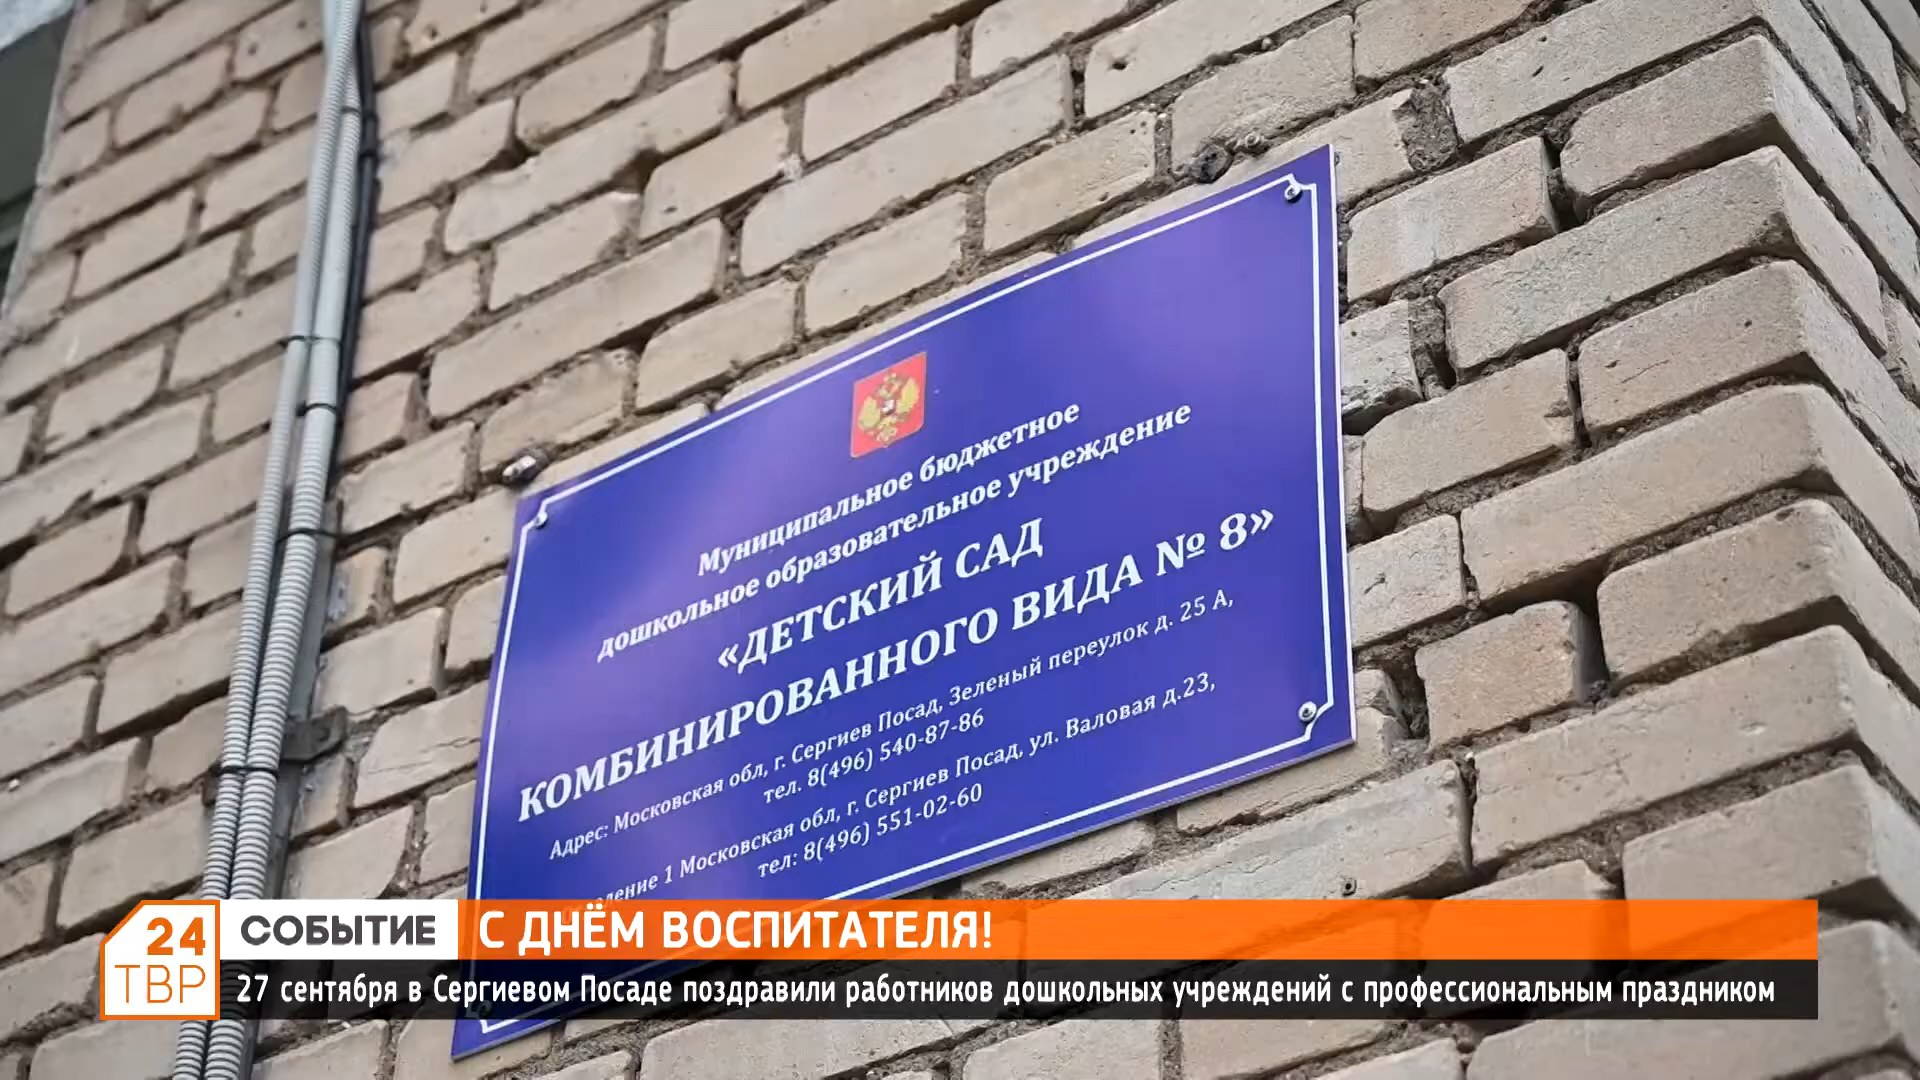 Муниципальное бюджетное
дошкольное образовательное учреждение
«ДЕТСКИЙ САД
КОМБИНИРОВАННОГО ВИДА № 8»
Адрес: Московская обл, г. Сергиев Посад, Зеленый переулок д. 25 А,
тел. 8(496) 540-87-86
1 Московская обл, г. Сергиев Посад, ул. Валовая д.23,
тел: 8(496) 551-02-60
24
ТВР
СОБЫТИЕ
С ДНЁМ ВОСПИТАТЕЛЯ!
27 сентября в Сергиевом Посаде поздравили работников дошкольных учреждений с профессиональным праздником